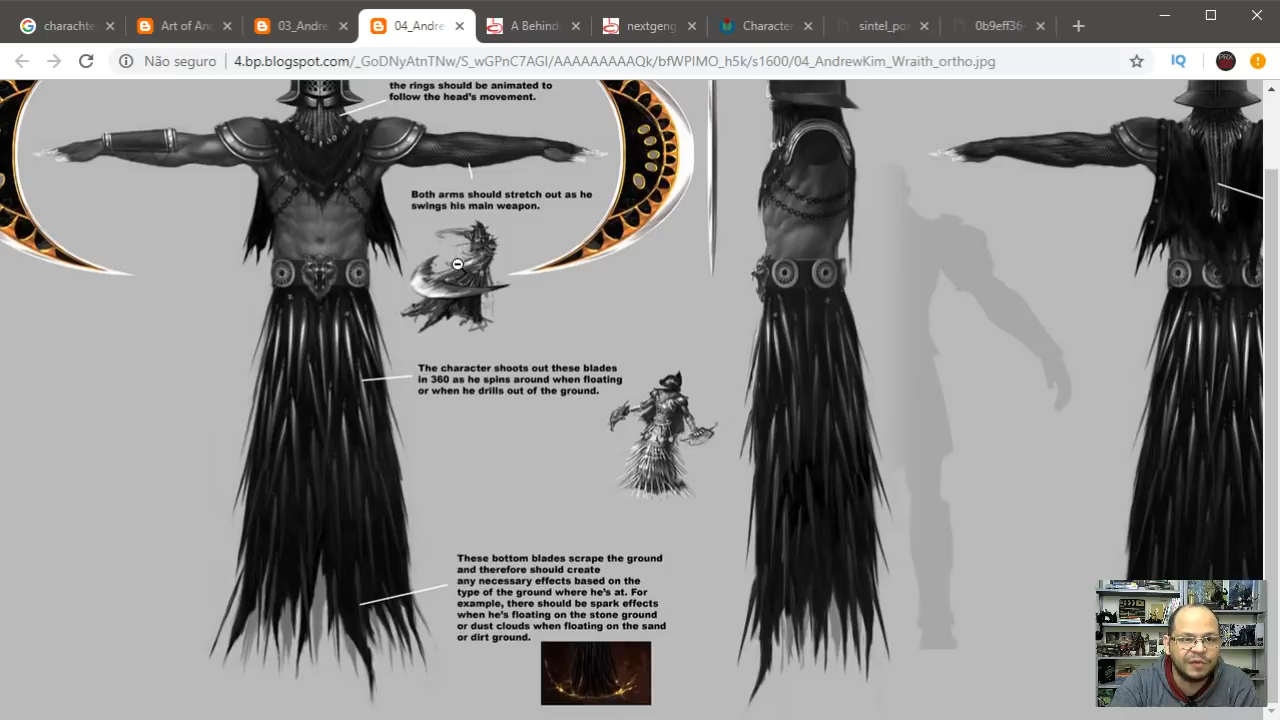 charachte
Art of An
03_Andre
04_Andre
A Behind
nextgeng
Character
sintel_po
0b9eff36-
Não seguro
4.bp.blogspot.com/_GoDNyAtnTNw/S_wGPnC7AGI/AAAAAAAAAQk/bfWPIMO_h5k/s1600/04_AndrewKim_Wraith_ortho.jpg
IQ
PRX
the rings should be animated to
follow the head's movement.
Both arms should stretch out as he
swings his main weapon.
The character shoots out these blades
in 360 as he spins around when floating
or when he drills out of the ground.
These bottom blades scrape the ground
and therefore should create
any necessary effects based on the
type of the ground where he's at. For
example, there should be spark effects
when he's floating on the stone ground
or dust clouds when floating on the sand
or dirt ground.